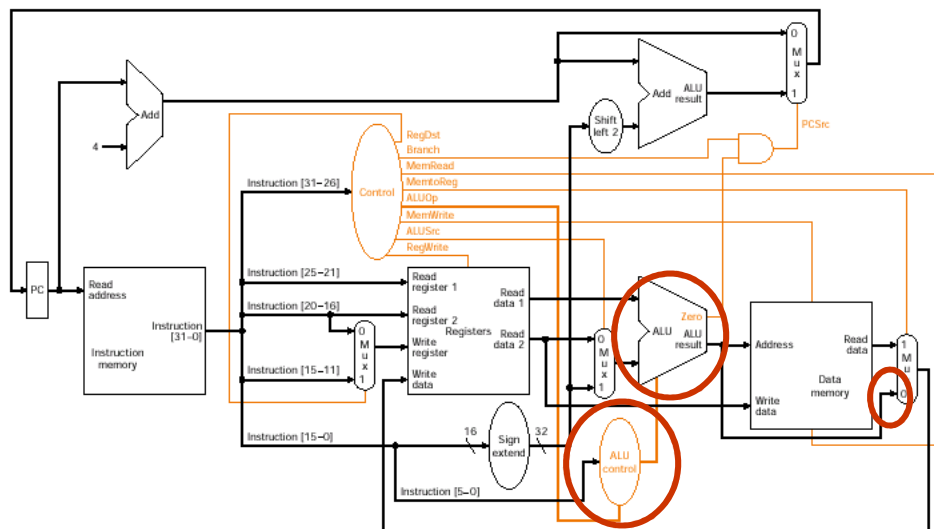 0
M
u
x
1
Add
ALU
result
Add
4
Shift
left 2
PCSrc
RegDst
Branch
MemRead
MemtoReg
ALUOp
MemWrite
ALUSrc
RegWrite
Control
Instruction [31–26]
Instruction [25–21]
Instruction [20–16]
Instruction [15–11]
Instruction [15–0]
Instruction [5–0]
PC
Read
address
Instruction
[31–0]
Instruction
memory
0
M
u
x
1
Read
register 1
Read
register 2
Write
register
Write
data
Registers
Read
data 1
Read
data 2
16
Sign
extend
32
0
M
u
x
1
Zero
ALU
ALU
result
ALU
control
Address
Write
data
Read
data
Data
memory
1
M
u
0